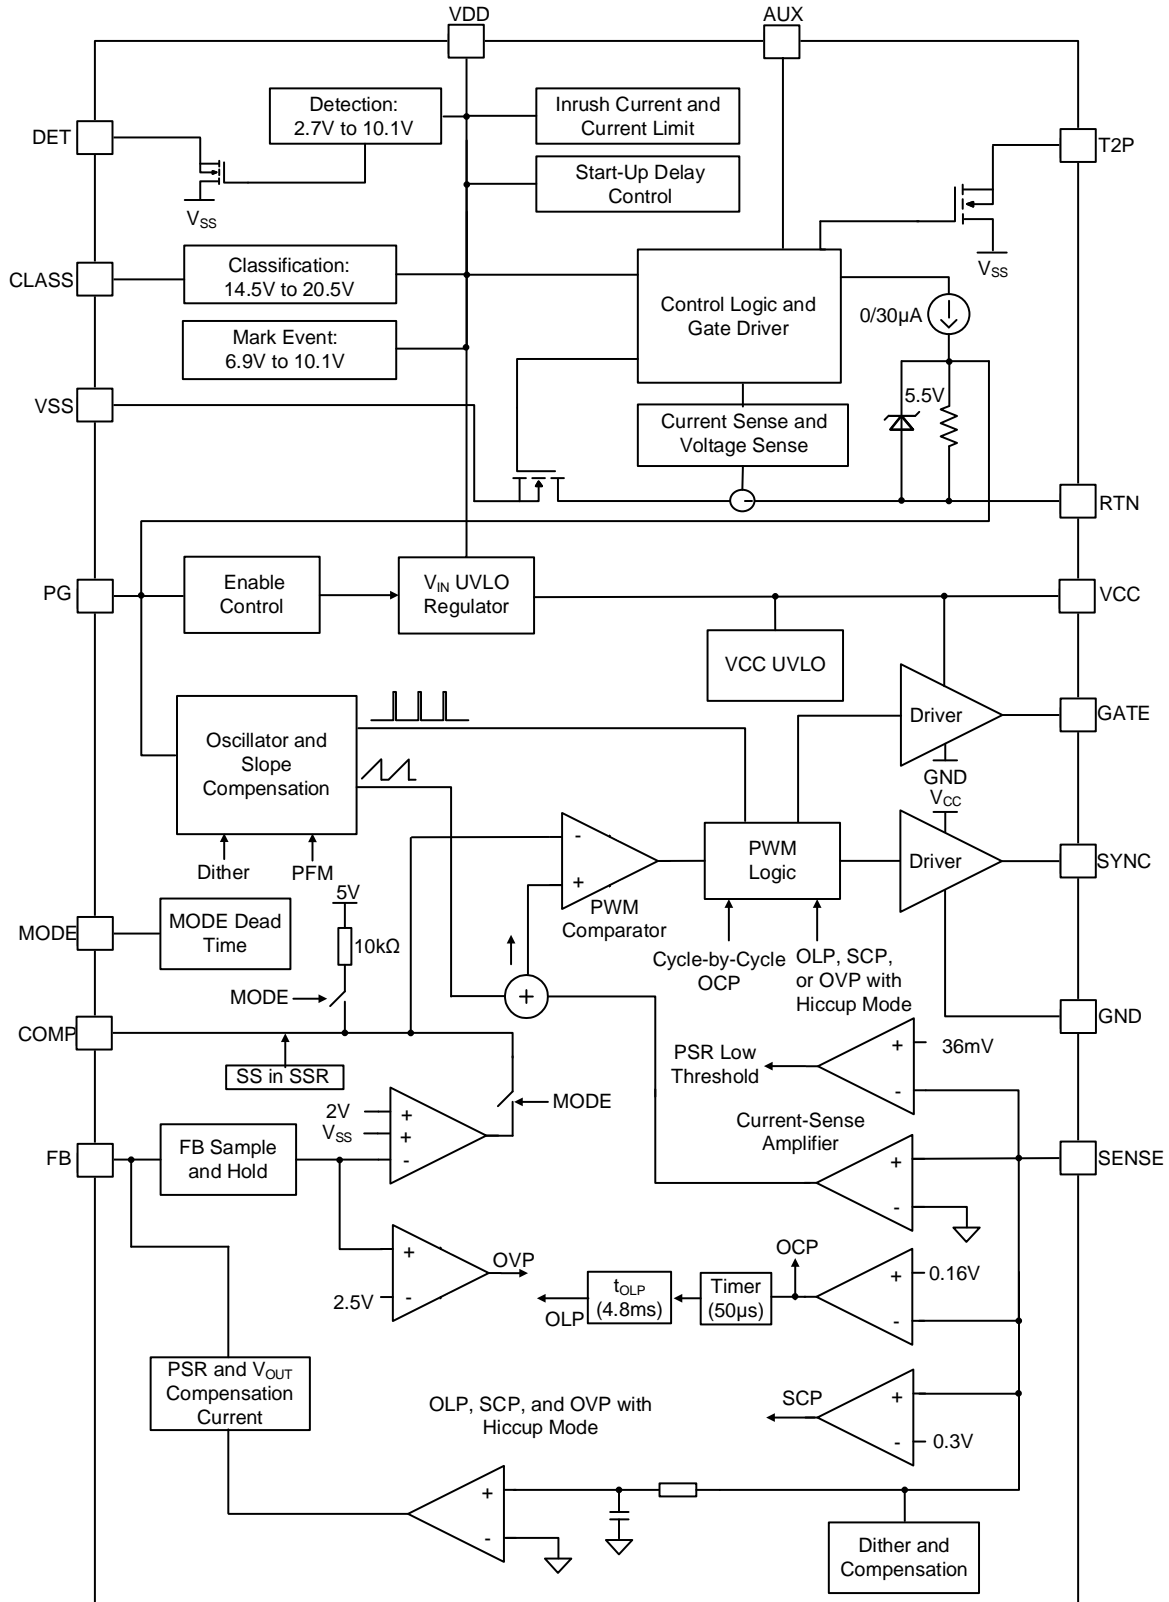 VDD
AUX
Detection:
2.7V to 10.1V
Inrush Current and
Current Limit
DET
T2P
Start-Up Delay
Control
VSS
VSS
CLASS
Classification:
14.5V to 20.5V
Control Logic and
Gate Driver
0/30µA
Mark Event:
6.9V to 10.1V
VSS
5.5V
Current Sense and
Voltage Sense
RTN
PG
Enable
Control
VIN UVLO
Regulator
VCC
VCC UVLO
Oscillator and
Slope
Compensation
Driver
GATE
GND
VCC
PWM
Logic
Driver
SYNC
Dither
PFM
-
+
PWM
Comparator
5V
MODE
MODE Dead
Time
10kΩ
Cycle-by-Cycle
OCP
OLP, SCP,
or OVP with
Hiccup Mode
MODE
+
COMP
GND
SS in SSR
PSR Low
Threshold
+
-
36mV
2V
VSS
+
+
-
MODE
Current-Sense
Amplifier
FB
FB Sample
and Hold
+
-
SENSE
+
-
2.5V
OVP
OCP
tOLP
(4.8ms)
OLP
Timer
(50µs)
+
-
0.16V
PSR and VOUT
Compensation
Current
OLP, SCP, and OVP with
Hiccup Mode
SCP
+
-
0.3V
+
-
Dither and
Compensation